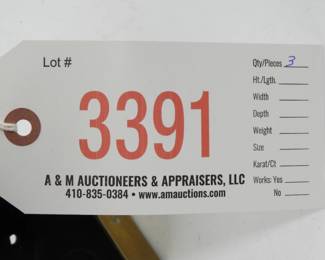 Lot #
3391
A & M AUCTIONEERS & APPRAISERS, LLC
410-835-0384 • www.amauctions.com
Qty/Pieces 3
Ht./Lgth.
Width
Depth
Weight
Size
Karat/Ct
Works: Yes
No